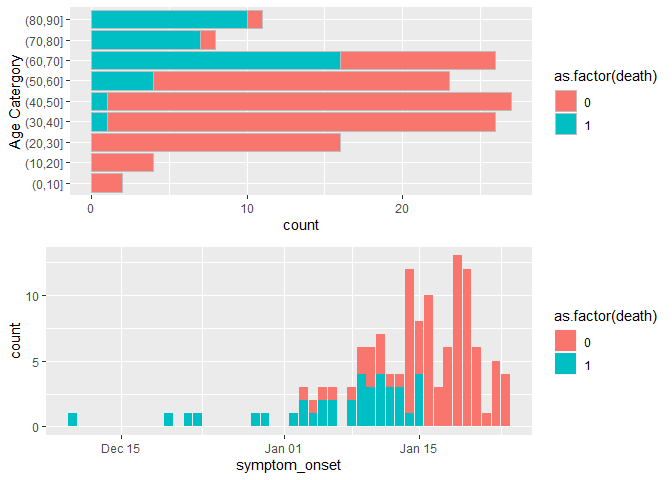 (80,90]
(70,80]
(60,70]
(50,60]
(40,50]
(30,40]
(20,30]
(10,20]
(0,10]
Age Catergory
0 10 20
count
as.factor(death)
0
1
10
5
0
count
Dec 15 Jan 01 Jan 15
symptom_onset
as.factor(death)
0
1